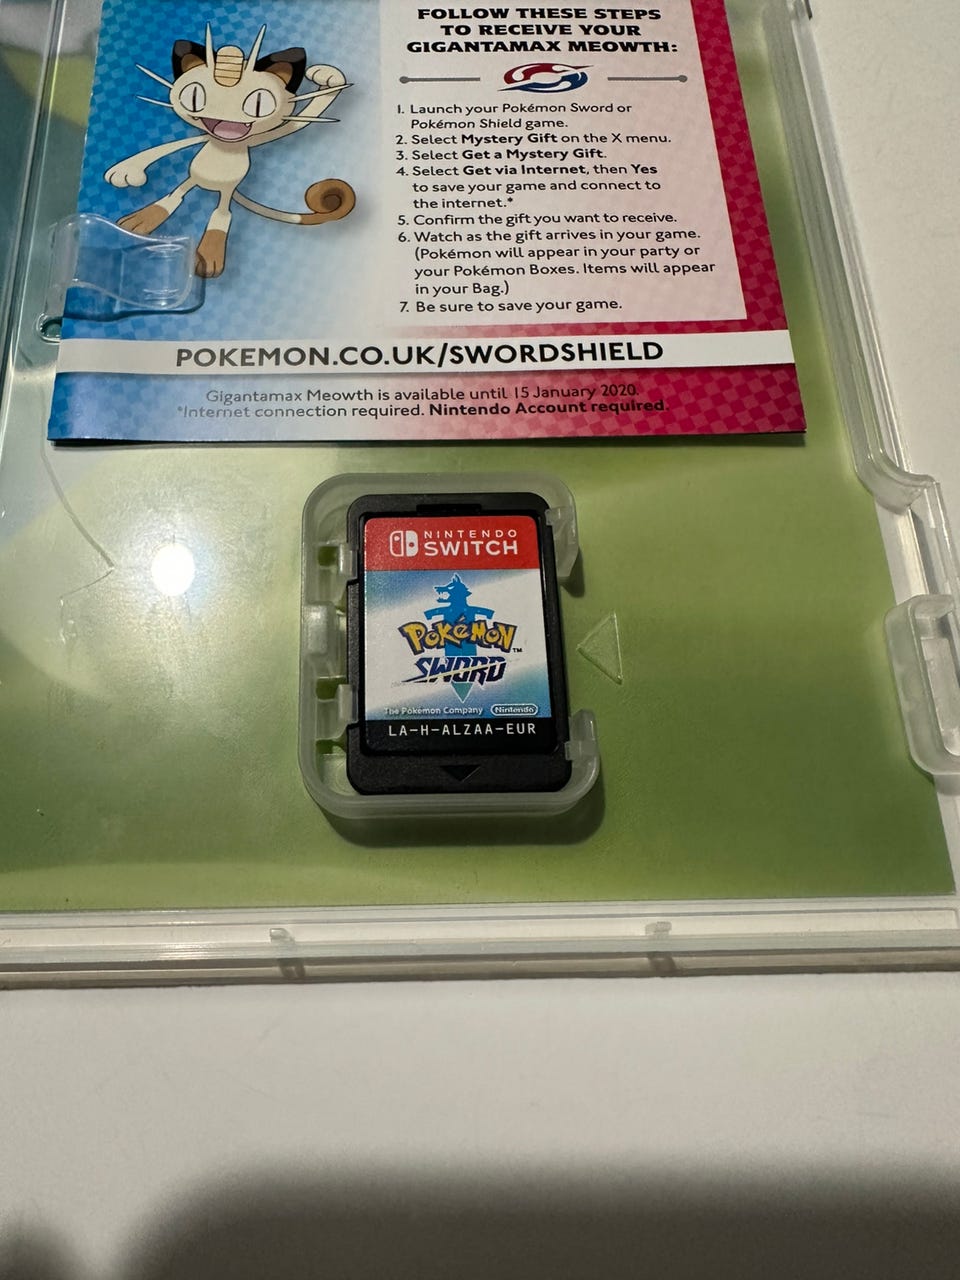 FOLLOW THESE STEPS
TO RECEIVE YOUR
GIGANTAMAX MEOWTH:
1. Launch your Pokémon Sword or
Pokémon Shield game.
2. Select Mystery Gift on the X menu.
3. Select Get a Mystery Gift.
4. Select Get via Internet, then Yes
to save your game and connect to
the internet.*
5. Confirm the gift you want to receive.
6. Watch as the gift arrives in your game.
(Pokémon will appear in your party or
your Pokémon Boxes. Items will appear
in your Bag.)
7. Be sure to save your game.
POKEMON.CO.UK/SWORDSHIELD
Gigantamax Meowth is available until 15 January 2020.
*Internet connection required. Nintendo Account required.
NINTENDO
SWITCH
POKéMON™
SWORD
The Pokémon Company Nintendo
LA-H-ALZAA-EUR